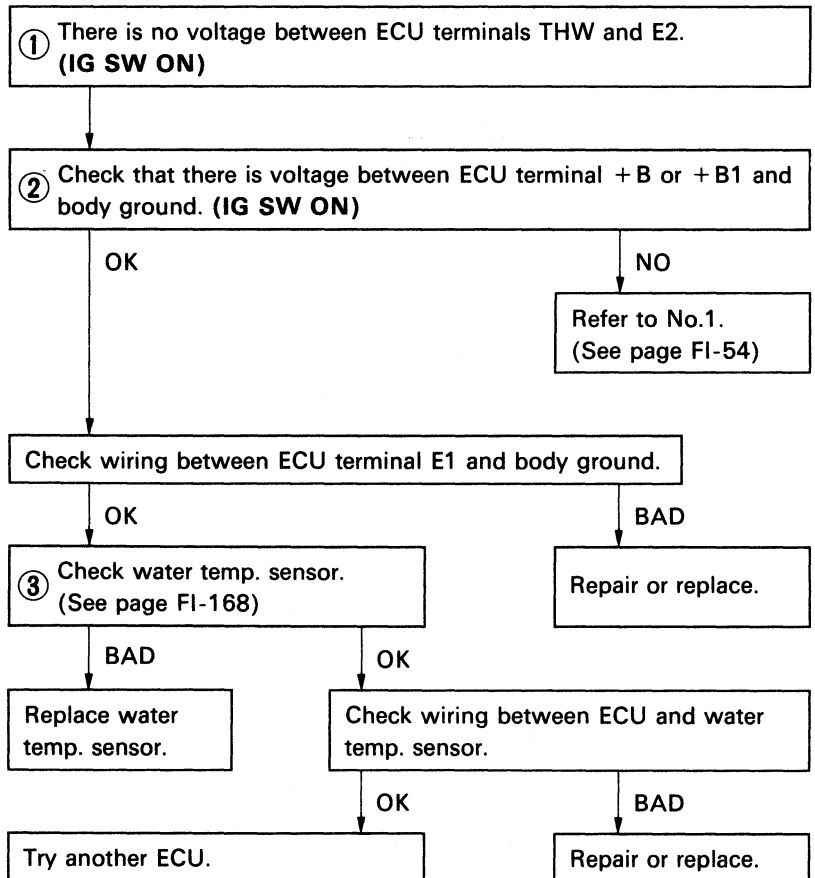 ① There is no voltage between ECU terminals THW and E2.
(IG SW ON)
② Check that there is voltage between ECU terminal +B or +B1 and
body ground. (IG SW ON)
OK
NO
Refer to No.1.
(See page FI-54)
Check wiring between ECU terminal E1 and body ground.
OK
BAD
③ Check water temp. sensor.
(See page FI-168)
Repair or replace.
BAD
OK
Replace water
temp. sensor.
Check wiring between ECU and water
temp. sensor.
OK
BAD
Try another ECU.
Repair or replace.